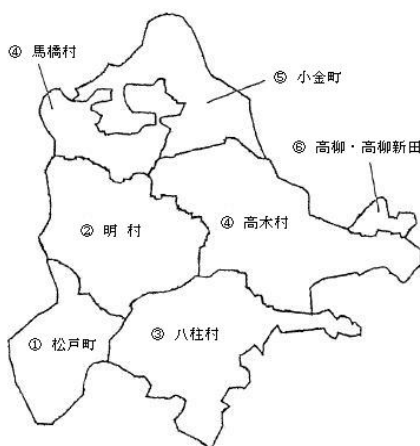 ④ 馬橋村
⑤ 小金町
⑥ 高柳・高柳新田
② 明 村
④ 高木村
③ 八柱村
① 松戸町